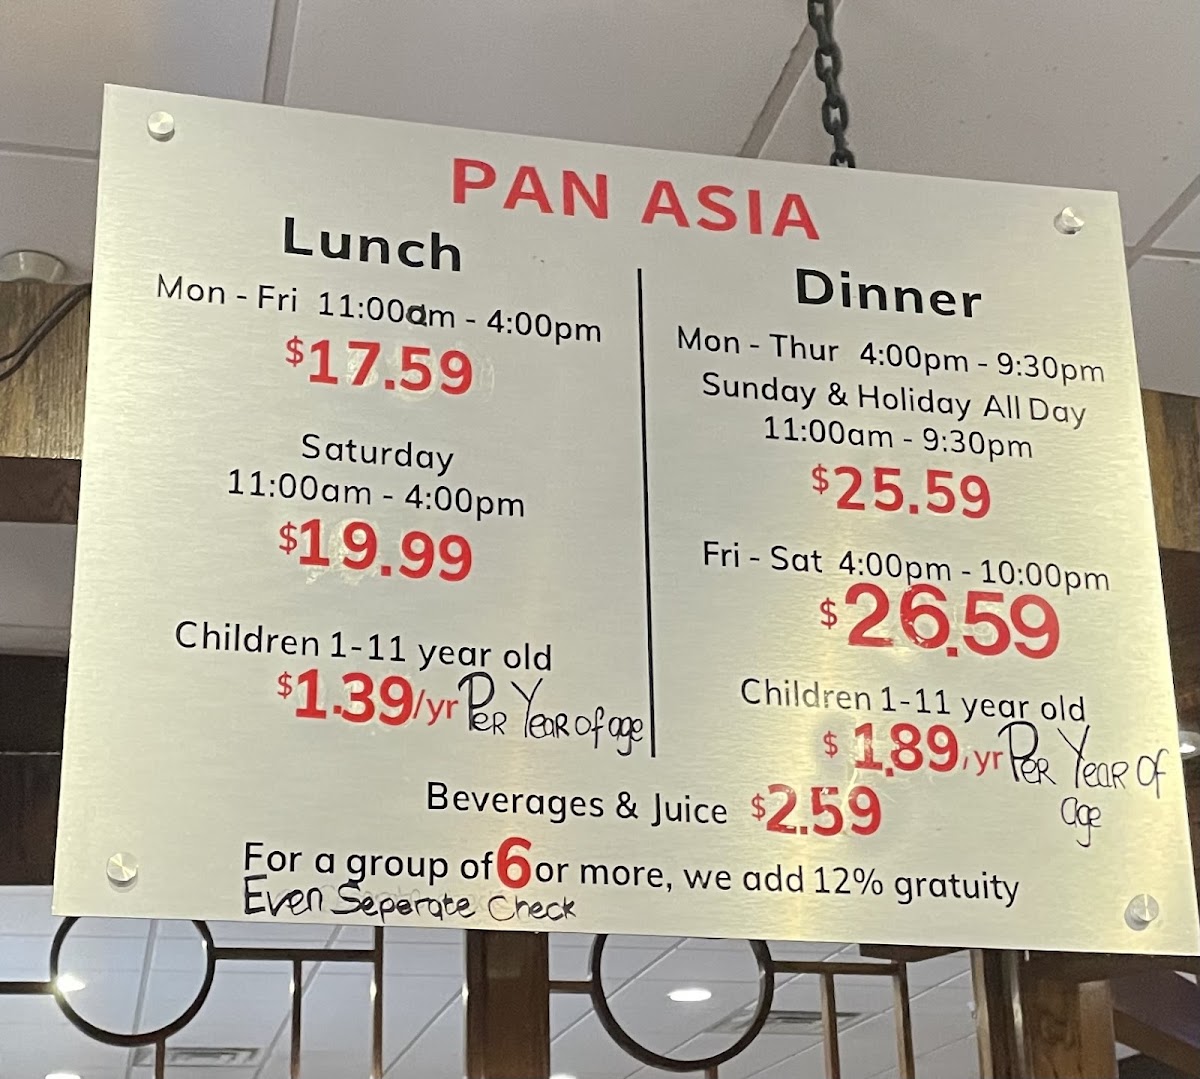 PAN ASIA
Lunch
Mon - Fri 11:00am - 4:00pm
$17.59
Saturday
11:00am - 4:00pm
$19.99
Children 1-11 year old
$1.39/yr Per Year of age
Dinner
Mon - Thur 4:00pm - 9:30pm
Sunday & Holiday All Day
11:00am - 9:30pm
$25.59
Fri - Sat 4:00pm - 10:00pm
$26.59
Children 1-11 year old
$1.89/yr Per Year Of
age
Beverages & Juice $2.59
For a group of 6 or more, we add 12% gratuity
Even Seperate Check